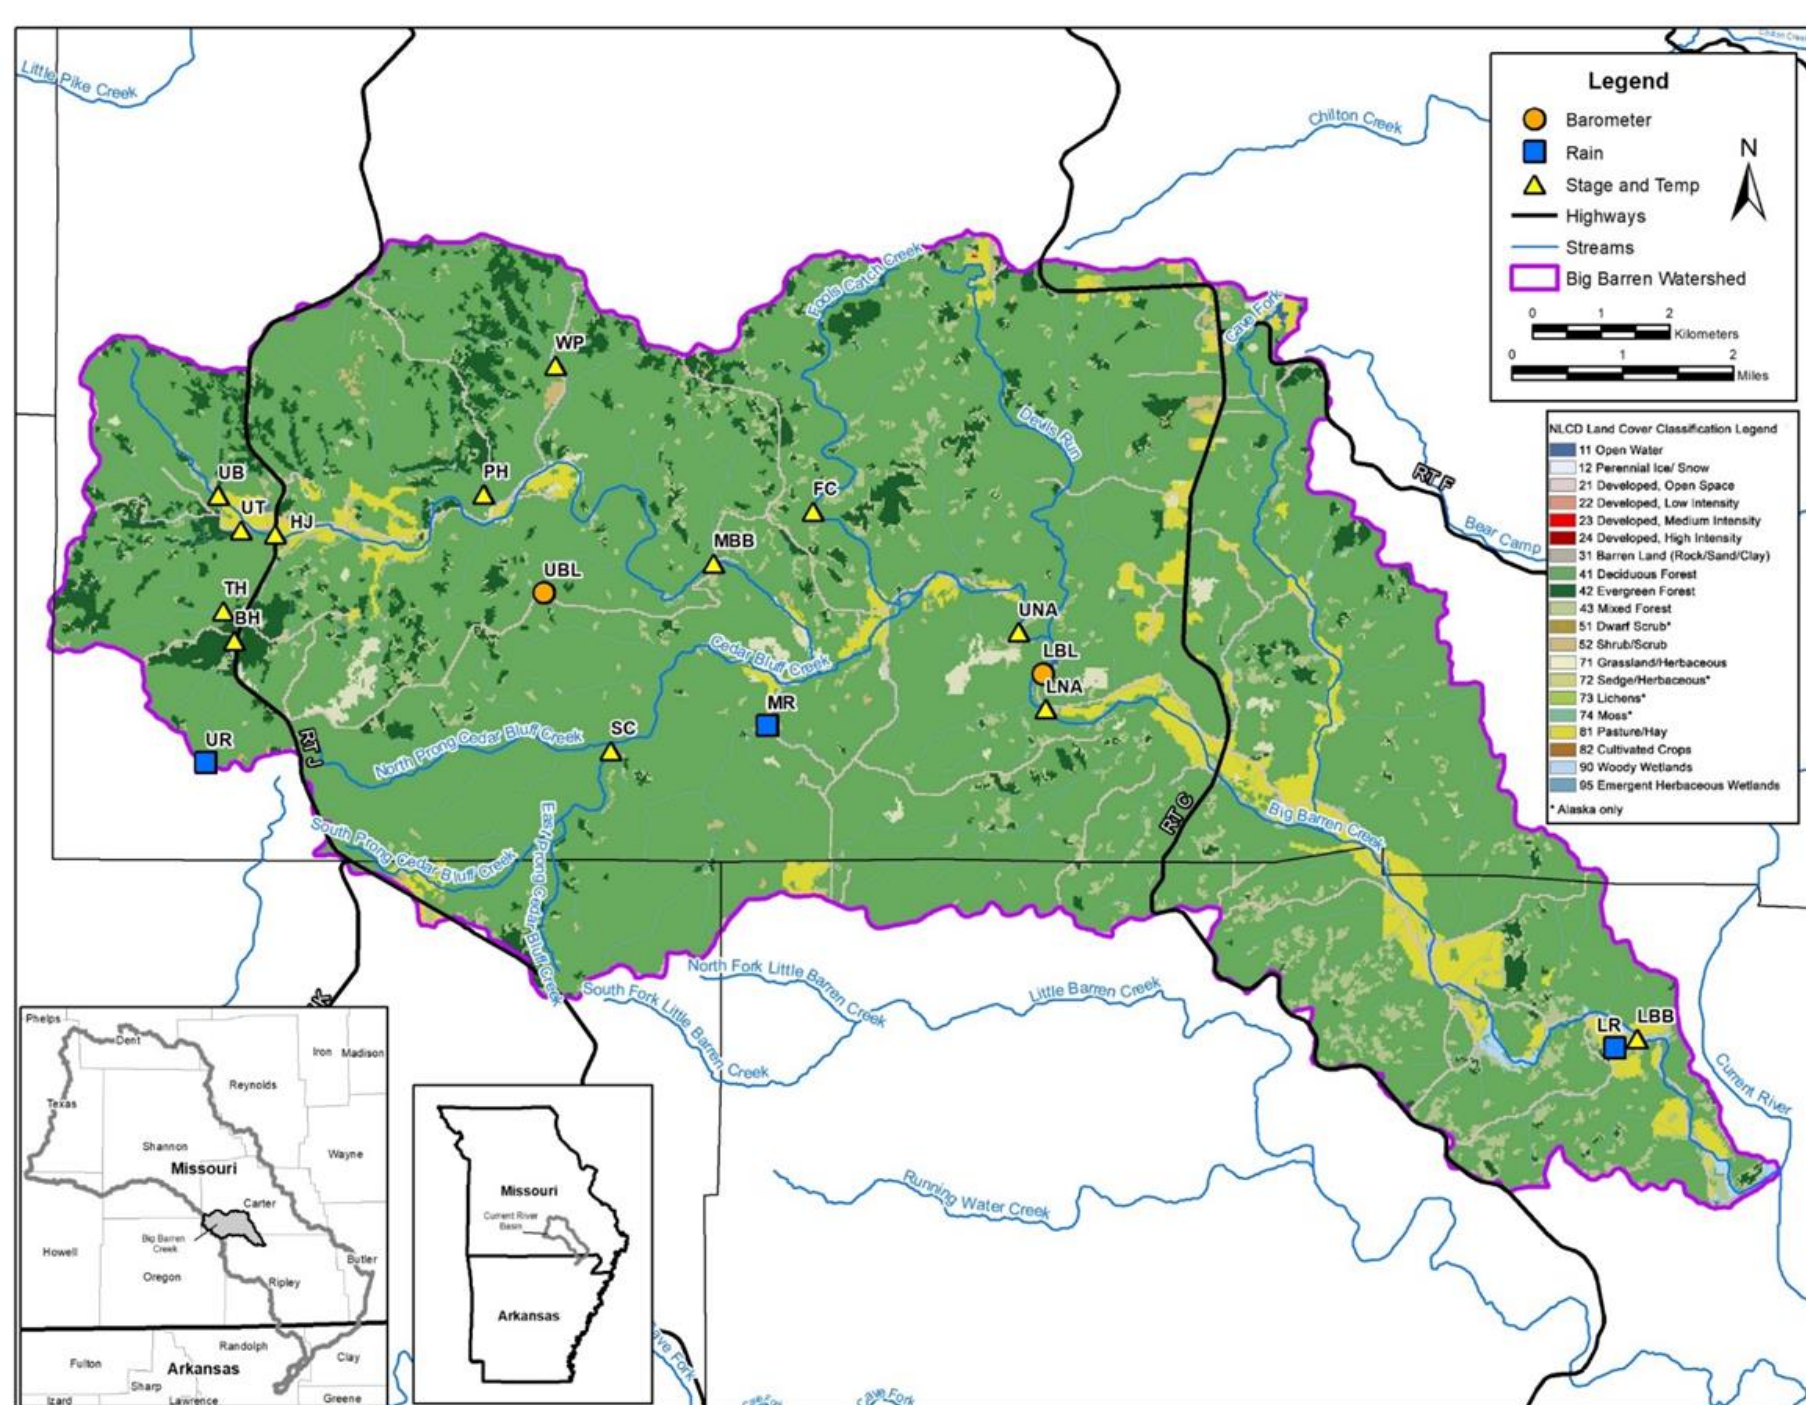 Little Pike Creek
Chilton Creek
Chilton Creek
Legend
Barometer
Rain
Stage and Temp
Highways
Streams
Big Barren Watershed
N
0 1 2
Kilometers
0 1 2
Miles
Fools Catch Creek
Cave Fork
WP
Devils Run
UB
UT
HJ
PH
FC
MBB
UBL
TH
BH
UNA
LBL
LNA
Cedar Bluff Creek
MR
SC
UR
RT J
North Prong Cedar Bluff Creek
South Prong Cedar Bluff Creek
East Prong Cedar Bluff Creek
RT F
Bear Camp
RT C
Big Barren Creek
NLCD Land Cover Classification Legend
11 Open Water
12 Perennial Ice/ Snow
21 Developed, Open Space
22 Developed, Low Intensity
23 Developed, Medium Intensity
24 Developed, High Intensity
31 Barren Land (Rock/Sand/Clay)
41 Deciduous Forest
42 Evergreen Forest
43 Mixed Forest
51 Dwarf Scrub*
52 Shrub/Scrub
71 Grassland/Herbaceous
72 Sedge/Herbaceous*
73 Lichens*
74 Moss*
81 Pasture/Hay
82 Cultivated Crops
90 Woody Wetlands
95 Emergent Herbaceous Wetlands
* Alaska only
North Fork Little Barren Creek
South Fork Little Barren Creek
Little Barren Creek
LR
LBB
Current River
Running Water Creek
K
Phelps
Dent
Iron
Madison
Reynolds
Texas
Shannon
Wayne
Missouri
Carter
Big Barren
Creek
Howell
Oregon
Ripley
Butler
Randolph
Fulton
Arkansas
Clay
Sharp
Izard
Lawrence
Greene
Missouri
Current River
Basin
Arkansas
Cave Fork
Cave Fork